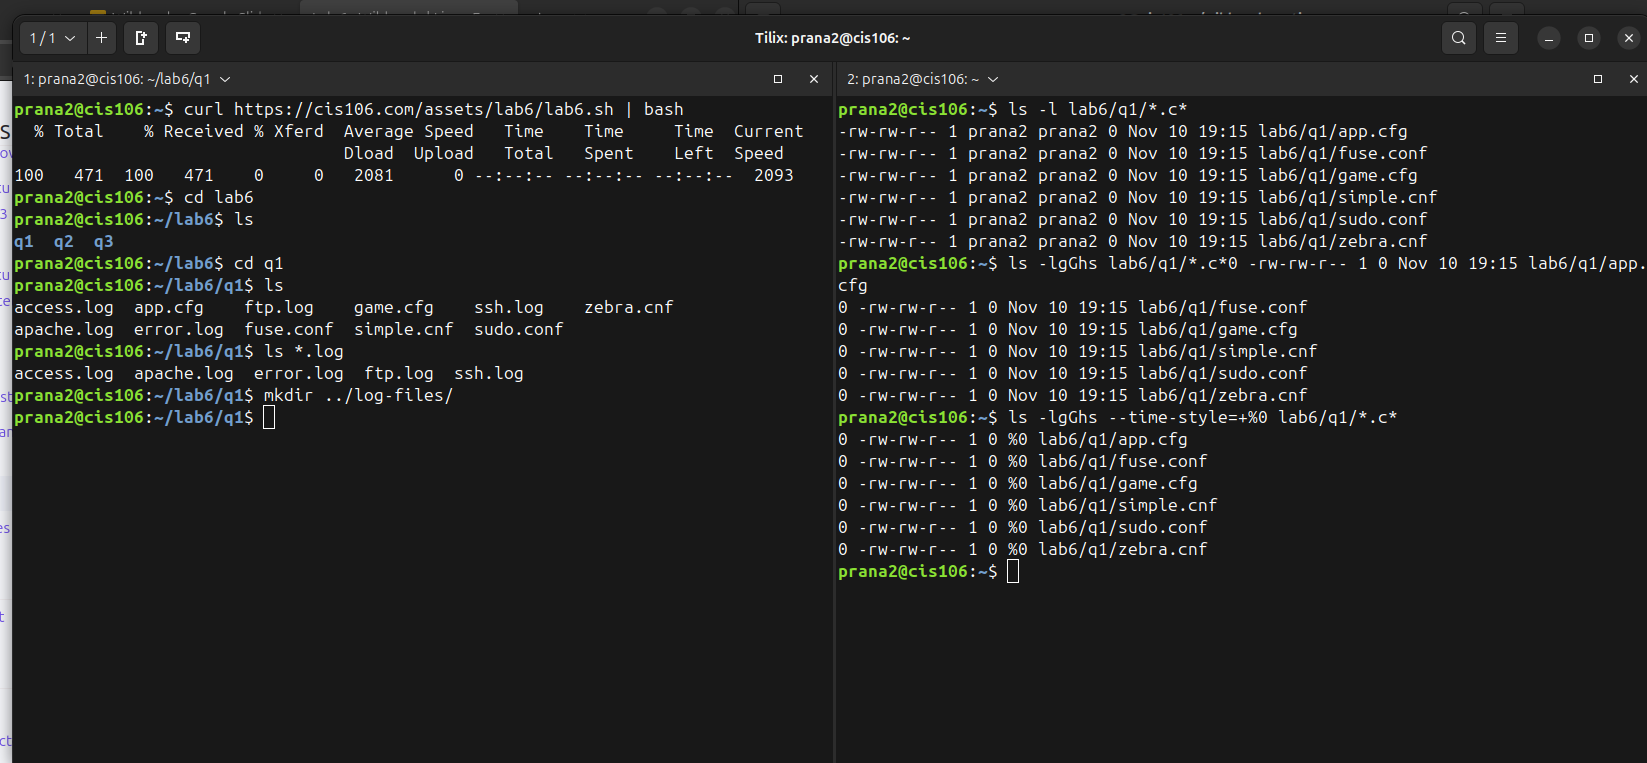 1 / 1
Tilix: prana2@cis106: ~
1: prana2@cis106: ~/lab6/q1
prana2@cis106:~$ curl https://cis106.com/assets/lab6/lab6.sh | bash
  % Total    % Received % Xferd  Average Speed   Time    Time     Time  Current
                                 Dload  Upload   Total   Spent    Left  Speed
100   471  100   471    0     0   2081      0 --:--:-- --:--:-- --:--:--  2093
prana2@cis106:~$ cd lab6
prana2@cis106:~/lab6$ ls
q1  q2  q3
prana2@cis106:~/lab6$ cd q1
prana2@cis106:~/lab6/q1$ ls
access.log  app.cfg    ftp.log    game.cfg    ssh.log    zebra.cnf
apache.log  error.log  fuse.conf  simple.cnf  sudo.conf
prana2@cis106:~/lab6/q1$ ls *.log
access.log  apache.log  error.log  ftp.log  ssh.log
prana2@cis106:~/lab6/q1$ mkdir ../log-files/
prana2@cis106:~/lab6/q1$
2: prana2@cis106: ~
prana2@cis106:~$ ls -l lab6/q1/*.c*
-rw-rw-r-- 1 prana2 prana2 0 Nov 10 19:15 lab6/q1/app.cfg
-rw-rw-r-- 1 prana2 prana2 0 Nov 10 19:15 lab6/q1/fuse.conf
-rw-rw-r-- 1 prana2 prana2 0 Nov 10 19:15 lab6/q1/game.cfg
-rw-rw-r-- 1 prana2 prana2 0 Nov 10 19:15 lab6/q1/simple.cnf
-rw-rw-r-- 1 prana2 prana2 0 Nov 10 19:15 lab6/q1/sudo.conf
-rw-rw-r-- 1 prana2 prana2 0 Nov 10 19:15 lab6/q1/zebra.cnf
prana2@cis106:~$ ls -lgGhs lab6/q1/*.c*0 -rw-rw-r-- 1 0 Nov 10 19:15 lab6/q1/app.
cfg
0 -rw-rw-r-- 1 0 Nov 10 19:15 lab6/q1/fuse.conf
0 -rw-rw-r-- 1 0 Nov 10 19:15 lab6/q1/game.cfg
0 -rw-rw-r-- 1 0 Nov 10 19:15 lab6/q1/simple.cnf
0 -rw-rw-r-- 1 0 Nov 10 19:15 lab6/q1/sudo.conf
0 -rw-rw-r-- 1 0 Nov 10 19:15 lab6/q1/zebra.cnf
prana2@cis106:~$ ls -lgGhs --time-style=+%0 lab6/q1/*.c*
0 -rw-rw-r-- 1 0 %0 lab6/q1/app.cfg
0 -rw-rw-r-- 1 0 %0 lab6/q1/fuse.conf
0 -rw-rw-r-- 1 0 %0 lab6/q1/game.cfg
0 -rw-rw-r-- 1 0 %0 lab6/q1/simple.cnf
0 -rw-rw-r-- 1 0 %0 lab6/q1/sudo.conf
0 -rw-rw-r-- 1 0 %0 lab6/q1/zebra.cnf
prana2@cis106:~$